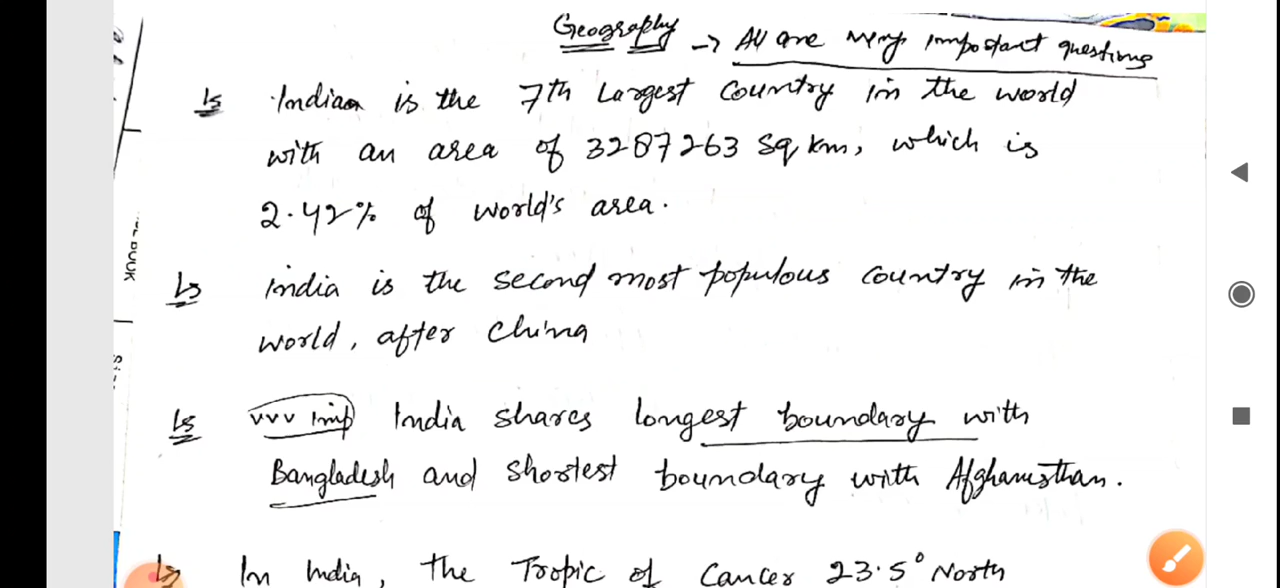 Geography → All are very important questions
↳ Indian is the 7th Largest Country in the world
with an area of 3287263 Sq km, which is
2.42% of world's area.
↳ india is the second most populous country in the
world, after China
↳ vvv imp India shares longest boundary with
Bangladesh and shortest boundary with Afghanisthan.
↳ In India, the Tropic of Cancer 23.5° North